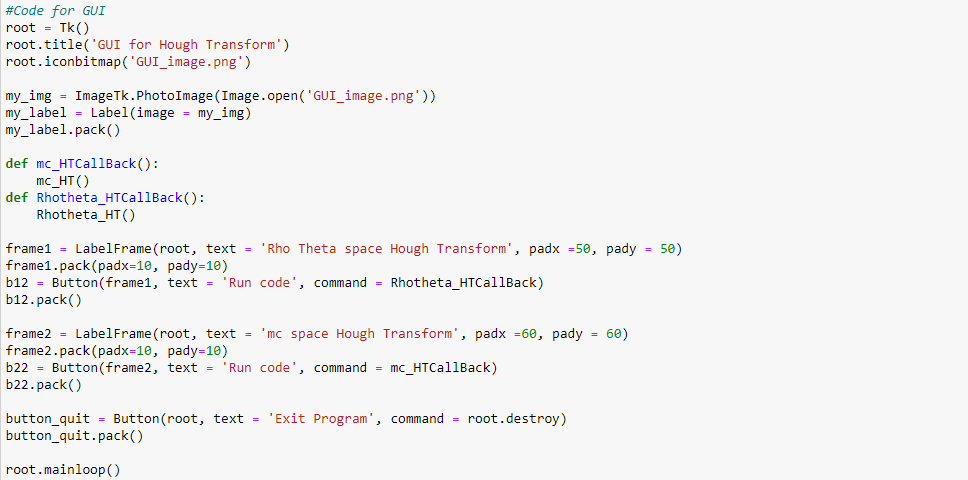 #Code for GUI
root = Tk()
root.title('GUI for Hough Transform')
root.iconbitmap('GUI_image.png')

my_img = ImageTk.PhotoImage(Image.open('GUI_image.png'))
my_label = Label(image = my_img)
my_label.pack()

def mc_HTCallBack():
    mc_HT()
def Rhotheta_HTCallBack():
    Rhotheta_HT()

frame1 = LabelFrame(root, text = 'Rho Theta space Hough Transform', padx =50, pady = 50)
frame1.pack(padx=10, pady=10)
b12 = Button(frame1, text = 'Run code', command = Rhotheta_HTCallBack)
b12.pack()

frame2 = LabelFrame(root, text = 'mc space Hough Transform', padx =60, pady = 60)
frame2.pack(padx=10, pady=10)
b22 = Button(frame2, text = 'Run code', command = mc_HTCallBack)
b22.pack()

button_quit = Button(root, text = 'Exit Program', command = root.destroy)
button_quit.pack()

root.mainloop()